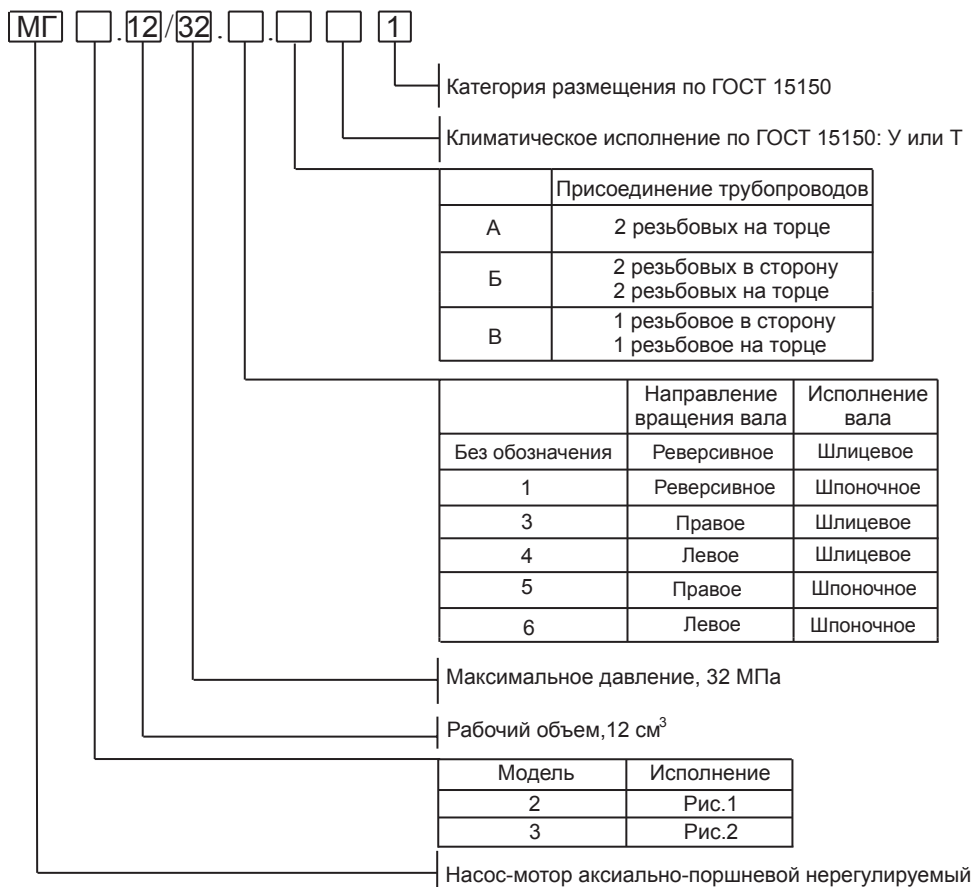 МГ .12/32. . 1
Категория размещения по ГОСТ 15150
Климатическое исполнение по ГОСТ 15150: У или Т
Присоединение трубопроводов
А 2 резьбовых на торце
Б 2 резьбовых в сторону
2 резьбовых на торце
В 1 резьбовое в сторону
1 резьбовое на торце
Направление Исполнение
вращения вала вала
Без обозначения Реверсивное Шлицевое
1 Реверсивное Шпоночное
3 Правое Шлицевое
4 Левое Шлицевое
5 Правое Шпоночное
6 Левое Шпоночное
Максимальное давление, 32 МПа
Рабочий объем,12 см³
Модель Исполнение
2 Рис.1
3 Рис.2
Насос-мотор аксиально-поршневой нерегулируемый